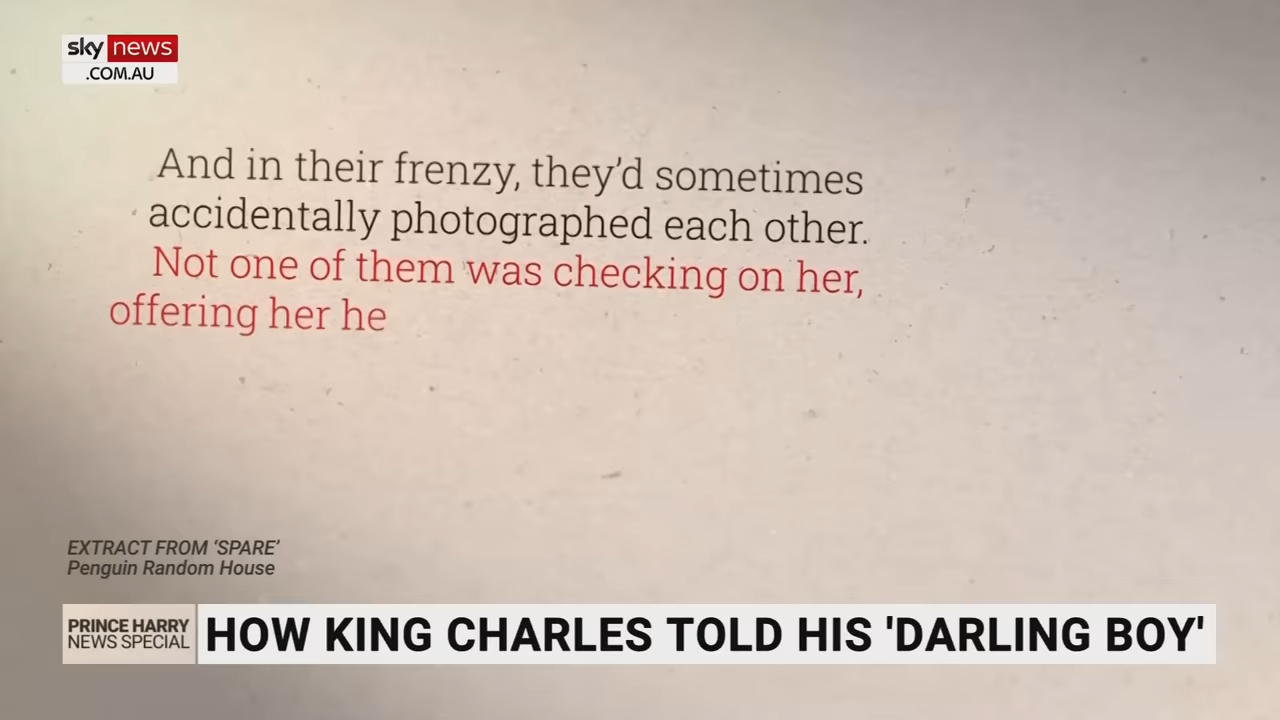 sky news
.COM.AU
And in their frenzy, they'd sometimes
accidentally photographed each other.
Not one of them was checking on her,
offering her he
EXTRACT FROM 'SPARE'
Penguin Random House
PRINCE HARRY
NEWS SPECIAL
HOW KING CHARLES TOLD HIS 'DARLING BOY'